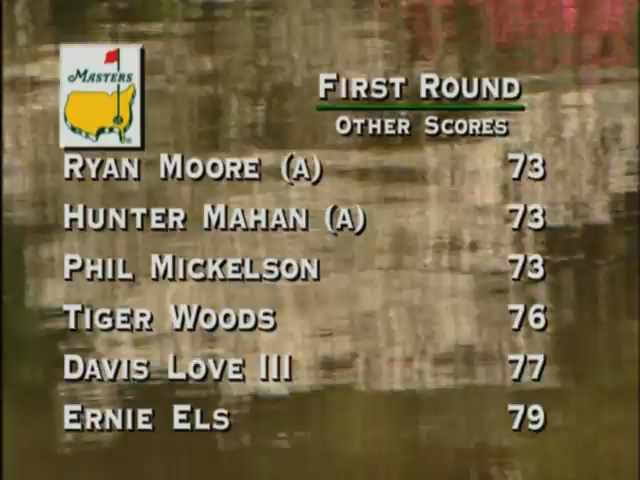 Masters
First Round
Other Scores
Ryan Moore (A) 73
Hunter Mahan (A) 73
Phil Mickelson 73
Tiger Woods 76
Davis Love III 77
Ernie Els 79